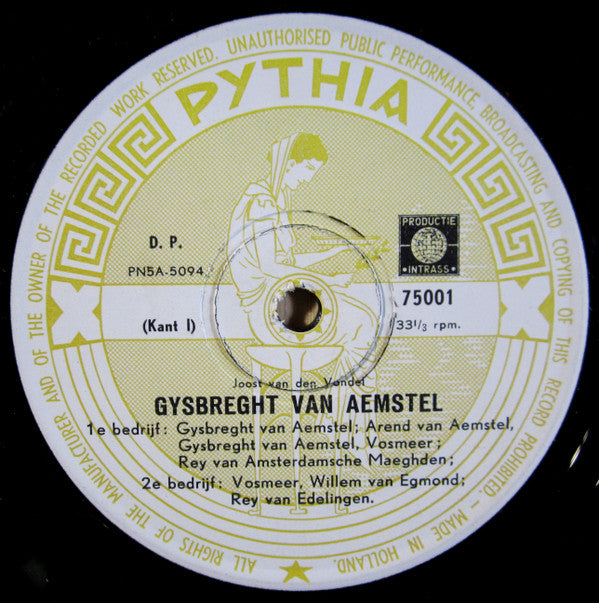 ALL RIGHTS OF THE MANUFACTURER AND OF THE OWNER OF THE RECORDED WORK RESERVED. UNAUTHORISED PUBLIC PERFORMANCE, BROADCASTING AND COPYING OF THIS RECORD PROHIBITED. - MADE IN HOLLAND.
PYTHIA
D. P.
PN5A-5094
PRODUCTIE
INTRASS
(Kant I)
75001
33 1/3 rpm.
Joost van den Vondel
GYSBREGHT VAN AEMSTEL
1e bedrijf: Gysbreght van Aemstel; Arend van Aemstel,
Gysbreght van Aemstel, Vosmeer;
Rey van Amsterdamsche Maeghden;
2e bedrijf: Vosmeer, Willem van Egmond;
Rey van Edelingen.